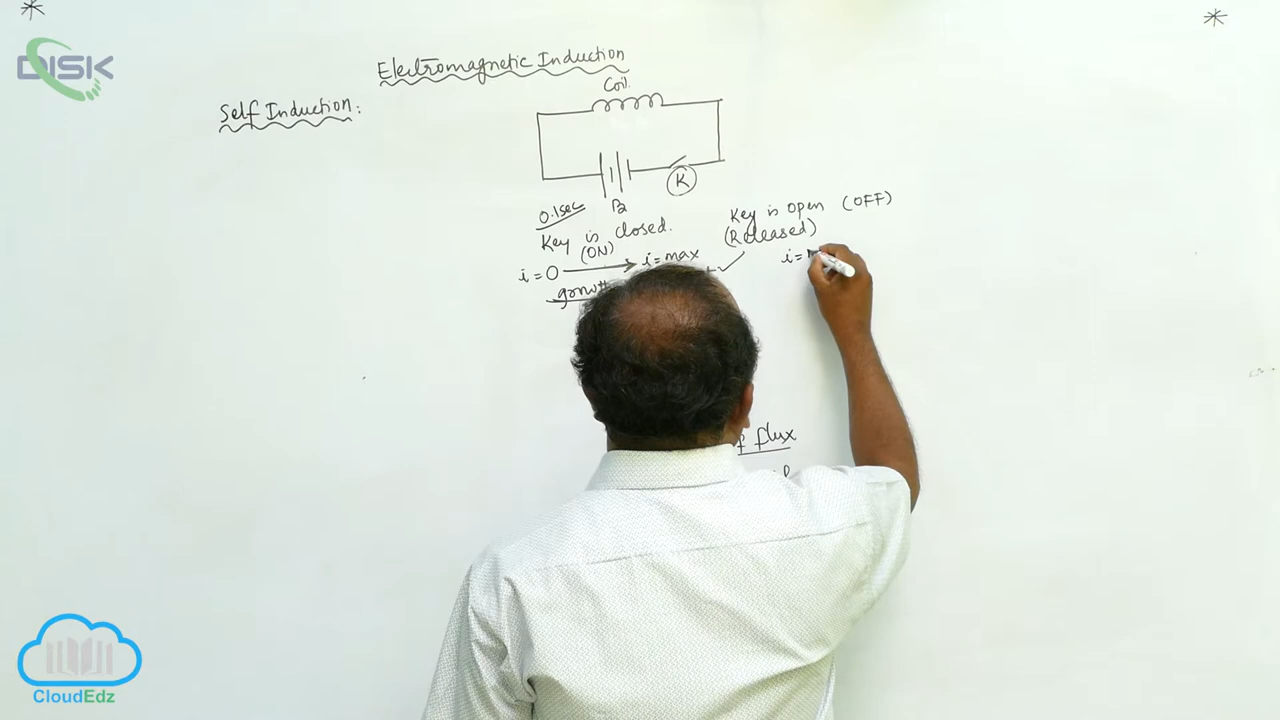 DISK
Electromagnetic Induction
Self Induction:
Coil
K
B
0.1sec
Key is closed.
(ON)
i = 0 i = max
growth
Key is open (OFF)
(Released)
i =
flux
CloudEdz